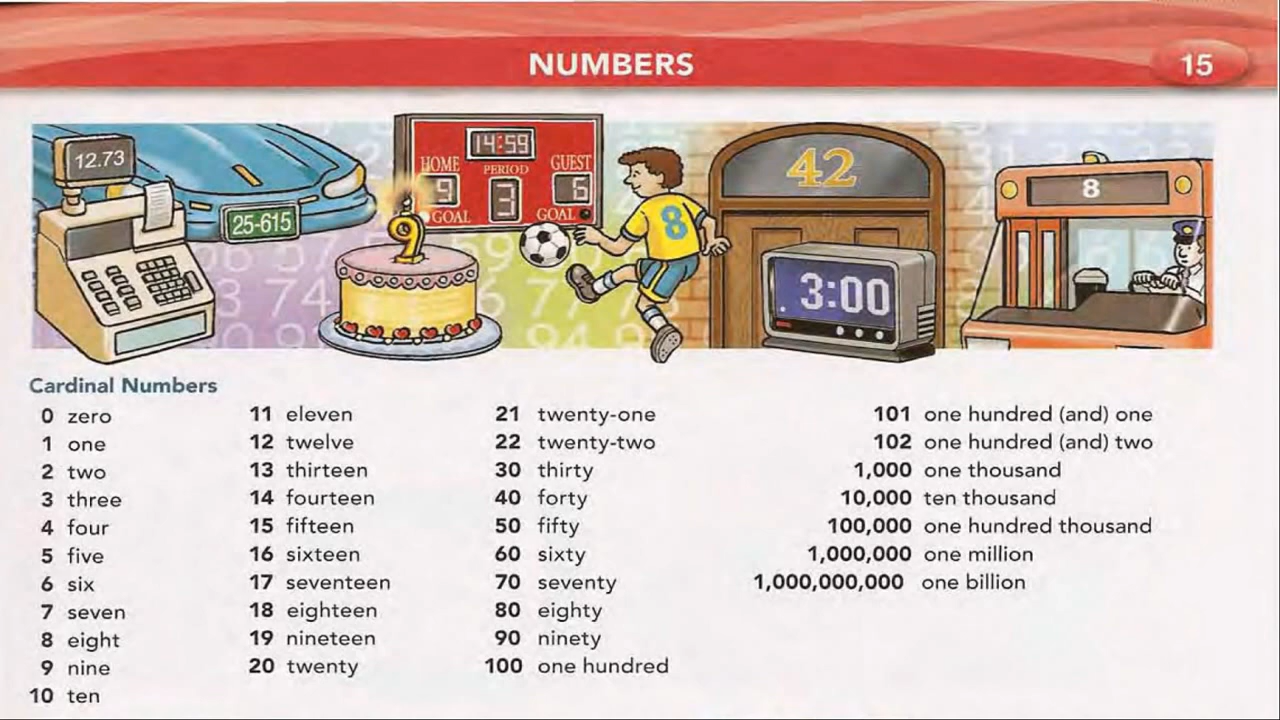 NUMBERS
15
12.73
25-615
14:59
HOME PERIOD GUEST
9 3 6
GOAL GOAL
9
8
42
3:00
8
Cardinal Numbers
0 zero
1 one
2 two
3 three
4 four
5 five
6 six
7 seven
8 eight
9 nine
10 ten
11 eleven
12 twelve
13 thirteen
14 fourteen
15 fifteen
16 sixteen
17 seventeen
18 eighteen
19 nineteen
20 twenty
21 twenty-one
22 twenty-two
30 thirty
40 forty
50 fifty
60 sixty
70 seventy
80 eighty
90 ninety
100 one hundred
101 one hundred (and) one
102 one hundred (and) two
1,000 one thousand
10,000 ten thousand
100,000 one hundred thousand
1,000,000 one million
1,000,000,000 one billion